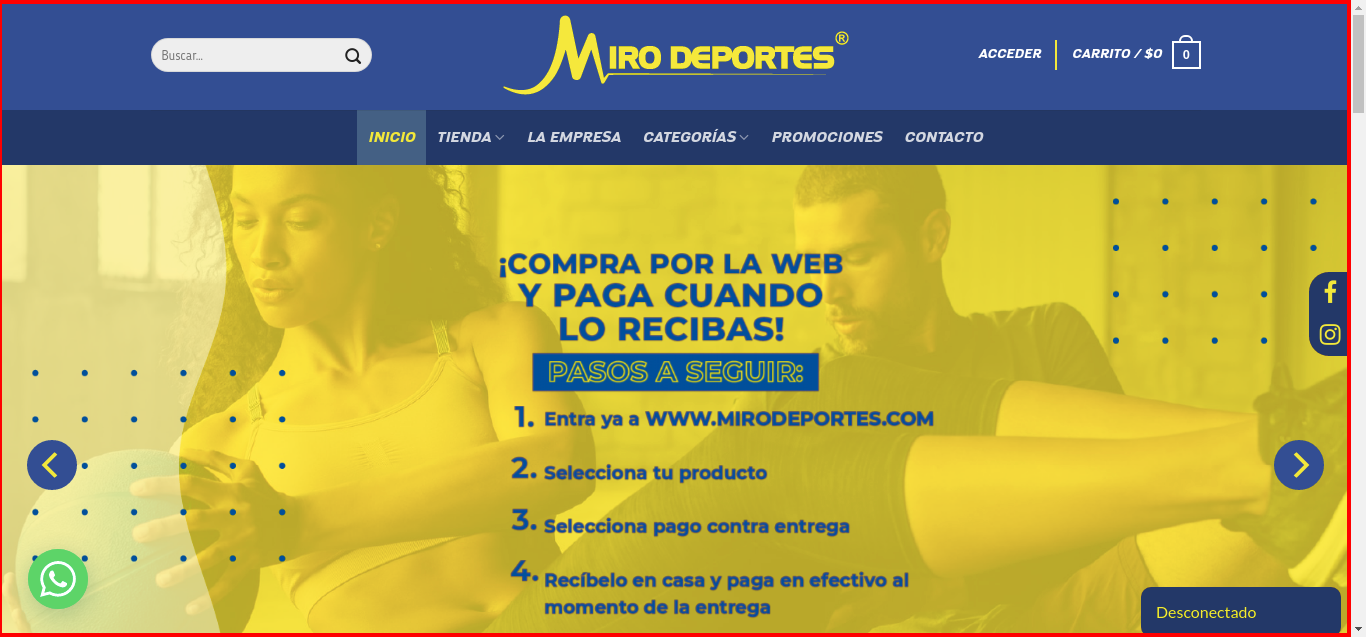 Buscar...
MIRO DEPORTES®
ACCEDER
CARRITO / $0
0
INICIO
TIENDA
LA EMPRESA
CATEGORÍAS
PROMOCIONES
CONTACTO
¡COMPRA POR LA WEB
Y PAGA CUANDO
LO RECIBAS!
PASOS A SEGUIR:
1. Entra ya a WWW.MIRODEPORTES.COM
2. Selecciona tu producto
3. Selecciona pago contra entrega
4. Recíbelo en casa y paga en efectivo al
momento de la entrega
Desconectado